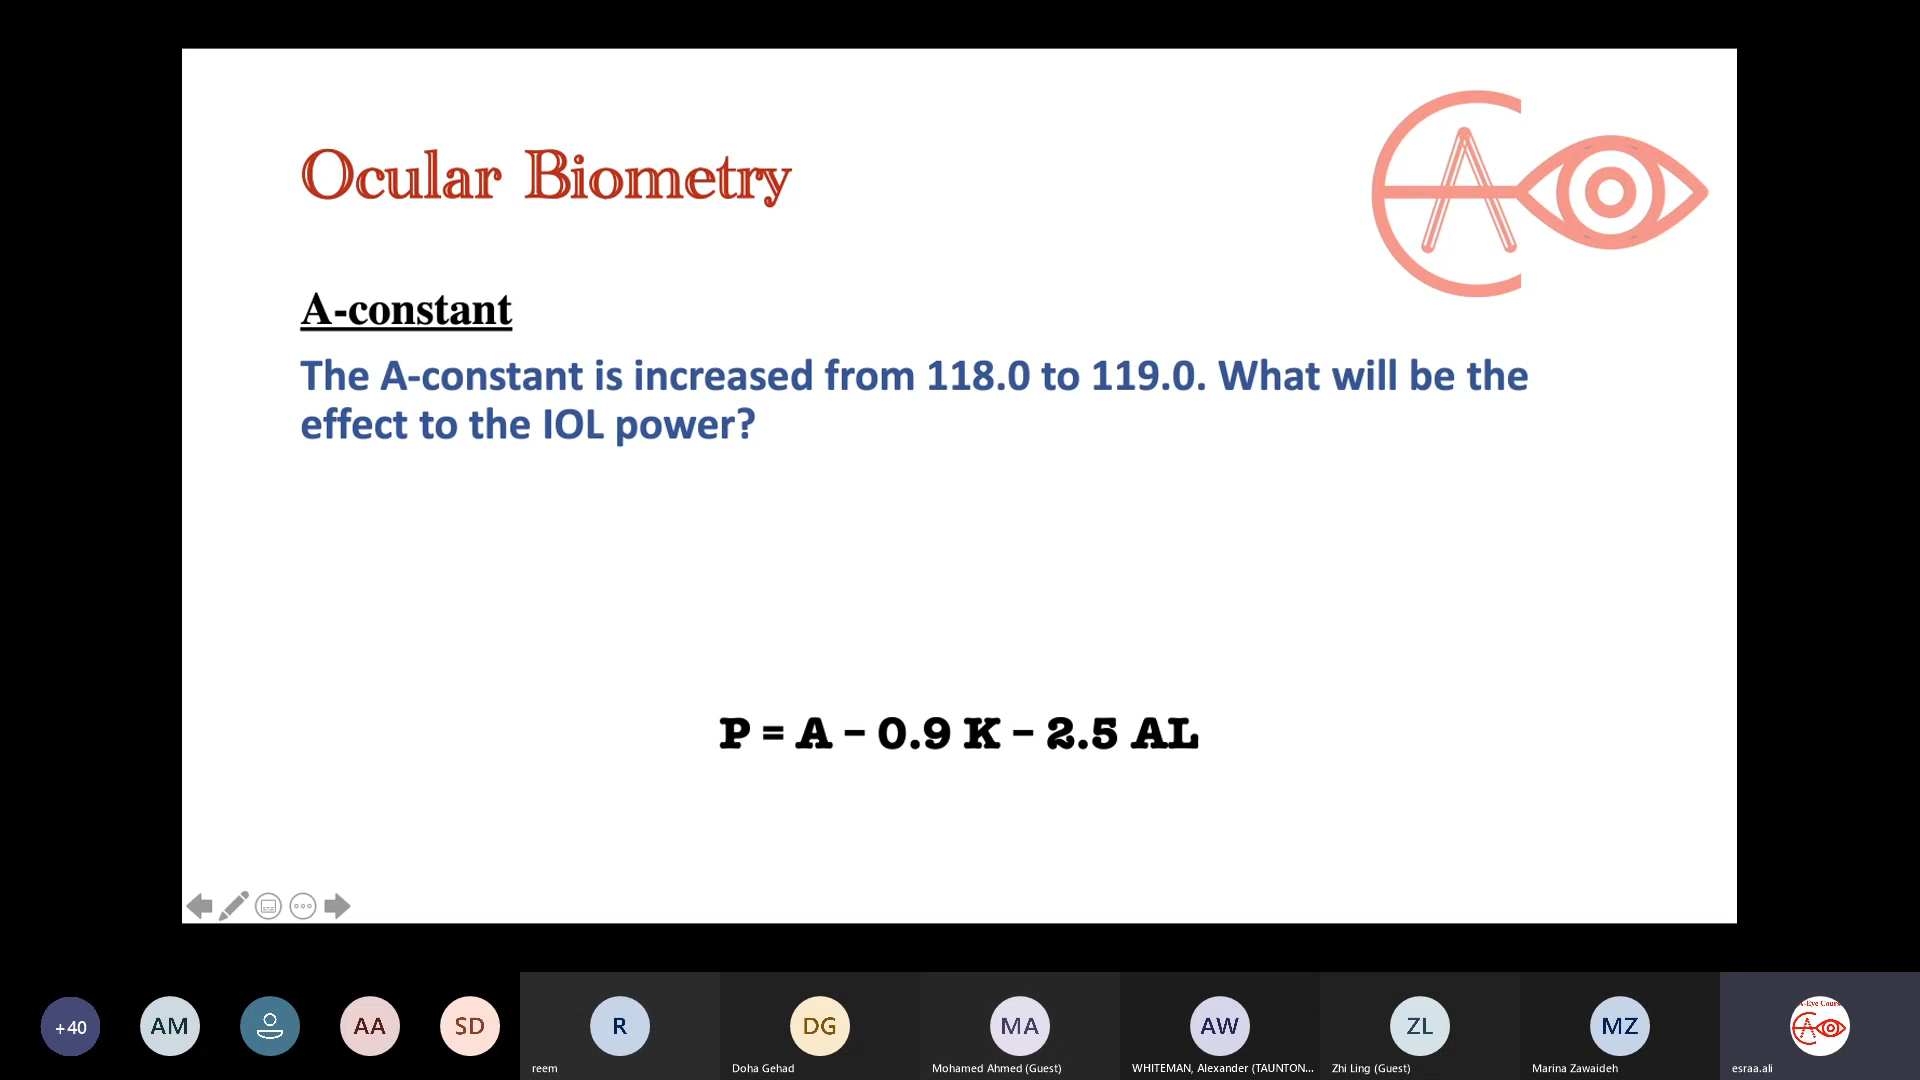 Ocular Biometry
A-constant
The A-constant is increased from 118.0 to 119.0. What will be the
effect to the IOL power?
P = A – 0.9 K – 2.5 AL
+40
AM
AA
SD
R
DG
MA
AW
ZL
MZ
reem
Doha Gehad
Mohamed Ahmed (Guest)
WHITEMAN, Alexander (TAUNTON...
Zhi Ling (Guest)
Marina Zawaideh
esraa.ali